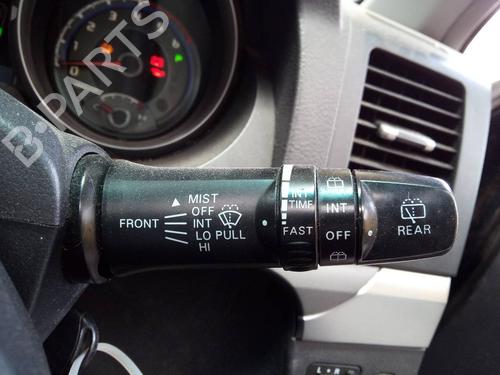 B-PARTS
MIST
OFF
FRONT INT
LO PULL
HI
INT
TIME
FAST
INT
OFF
REAR
L R